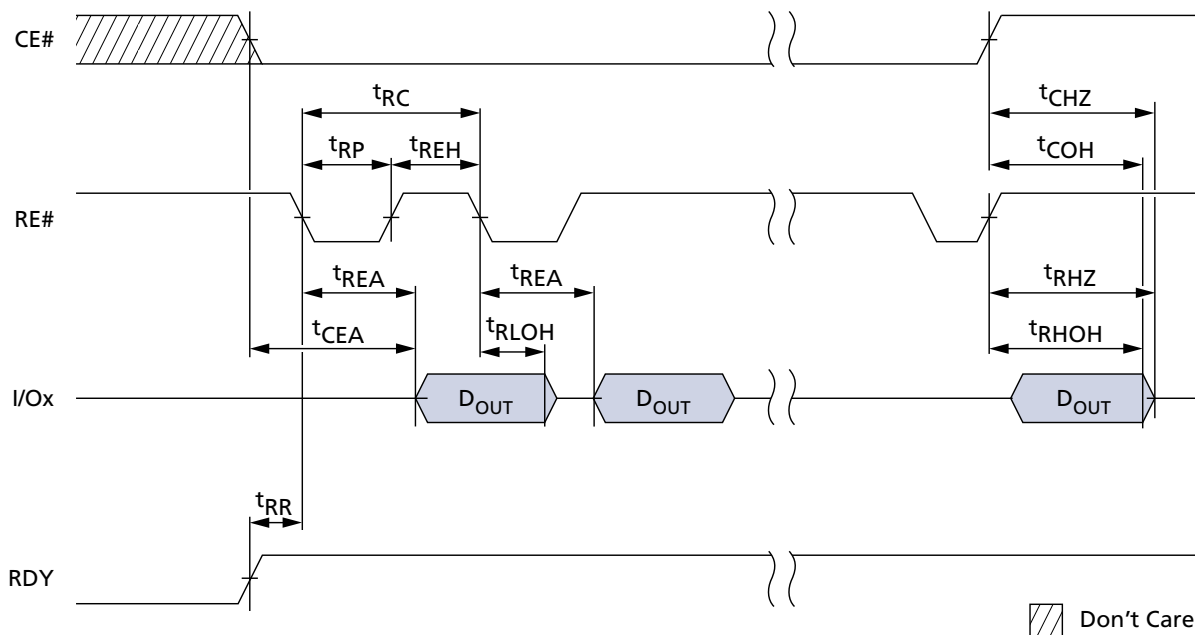 CE#
tRC
tCHZ
tRP
tREH
tCOH
RE#
tREA
tREA
tRHZ
tCEA
tRLOH
tRHOH
I/Ox
DOUT
DOUT
DOUT
tRR
RDY
Don't Care